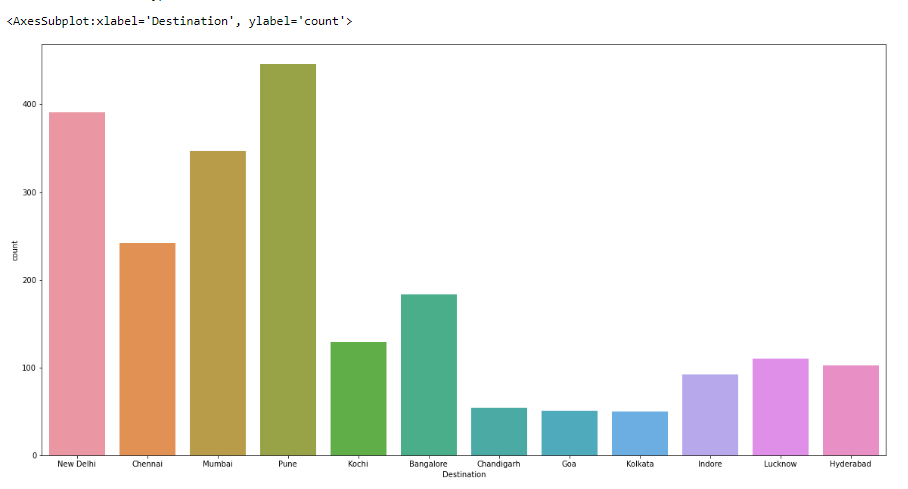 <AxesSubplot:xlabel='Destination', ylabel='count'>
400
300
200
100
0
count
New Delhi Chennai Mumbai Pune Kochi Bangalore Chandigarh Goa Kolkata Indore Lucknow Hyderabad
Destination